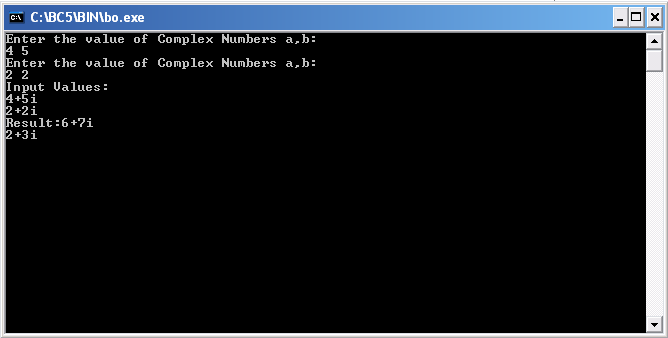 C:\BC5\BIN\bo.exe
Enter the value of Complex Numbers a,b:
4 5
Enter the value of Complex Numbers a,b:
2 2
Input Values:
4+5i
2+2i
Result:6+7i
2+3i